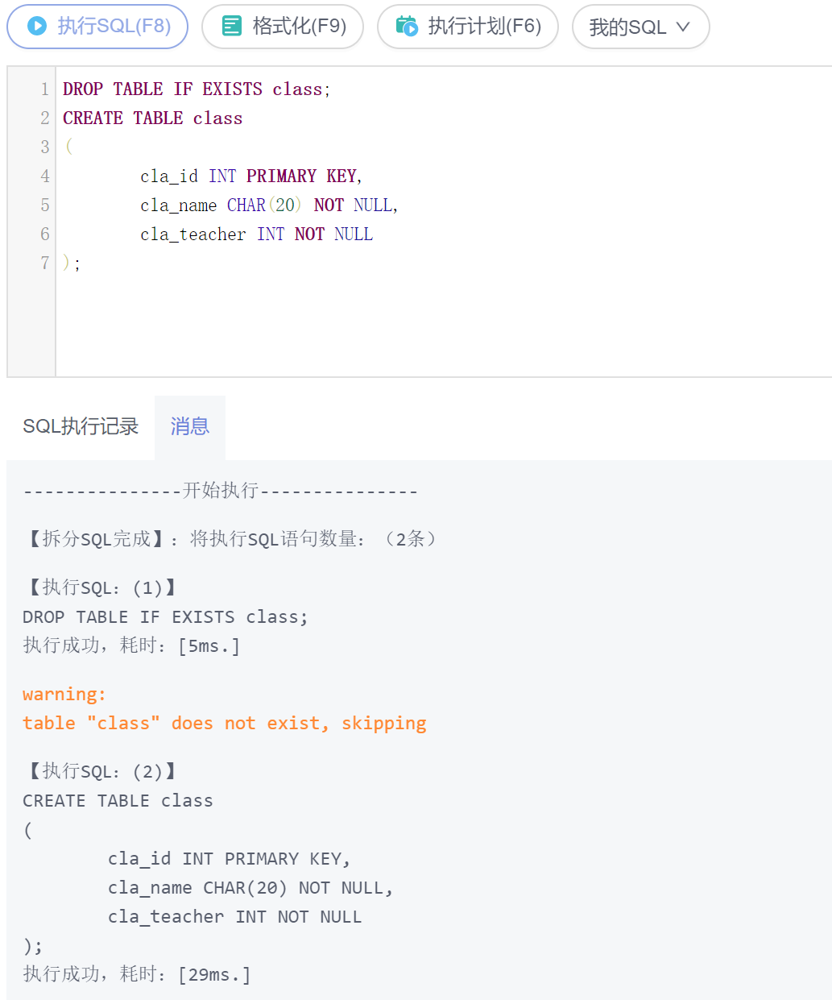 执行SQL(F8) 格式化(F9) 执行计划(F6) 我的SQL
1 DROP TABLE IF EXISTS class;
2 CREATE TABLE class
3 (
4 cla_id INT PRIMARY KEY,
5 cla_name CHAR(20) NOT NULL,
6 cla_teacher INT NOT NULL
7 );
SQL执行记录 消息
---------------开始执行---------------
【拆分SQL完成】:将执行SQL语句数量:(2条)
【执行SQL:(1)】
DROP TABLE IF EXISTS class;
执行成功,耗时:[5ms.]
warning:
table "class" does not exist, skipping
【执行SQL:(2)】
CREATE TABLE class
(
cla_id INT PRIMARY KEY,
cla_name CHAR(20) NOT NULL,
cla_teacher INT NOT NULL
);
执行成功,耗时:[29ms.]